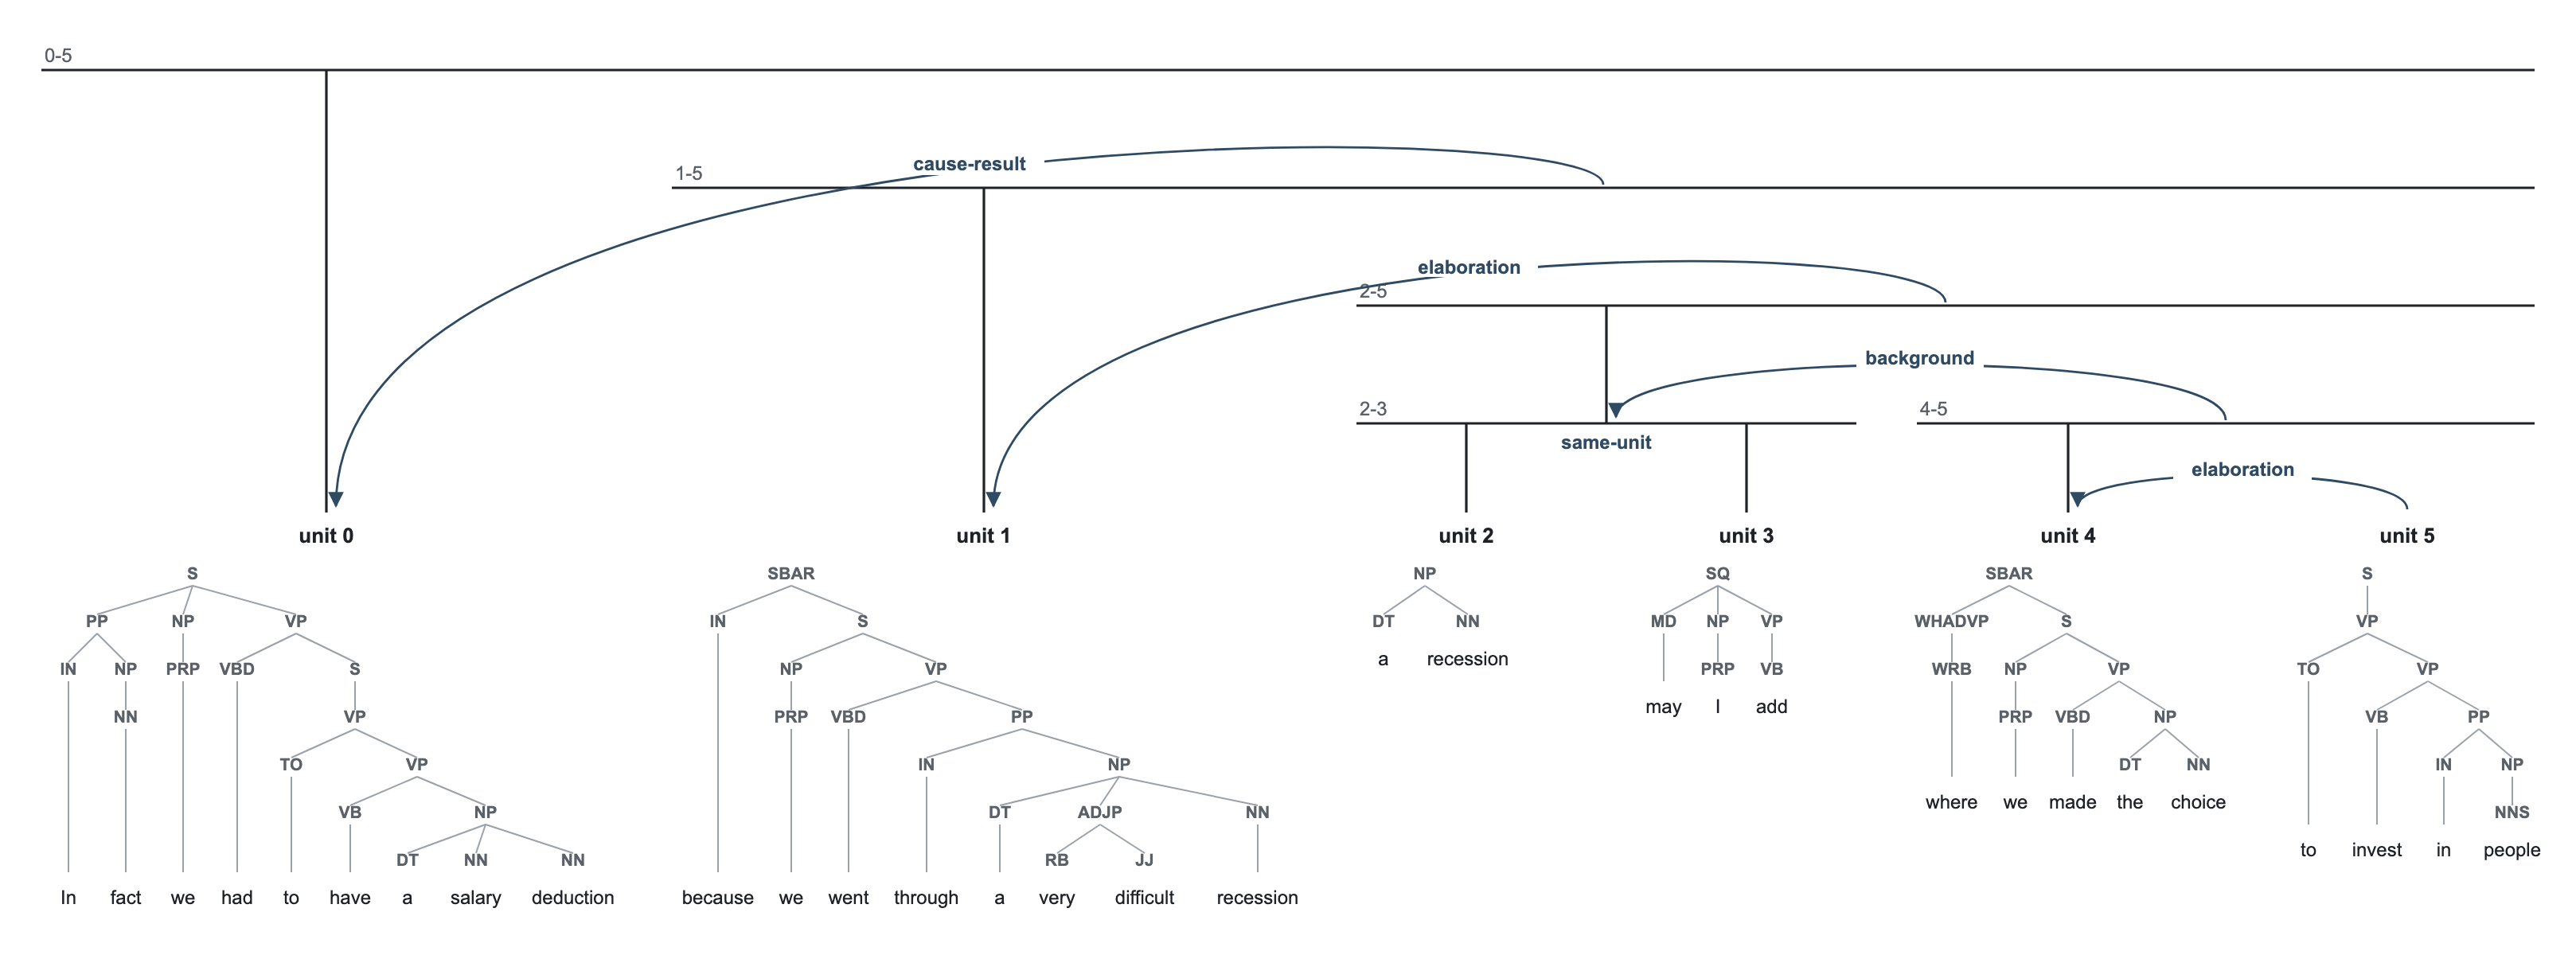 0-5
cause-result
1-5
elaboration
2-5
background
2-3 4-5
same-unit
elaboration
unit 0 unit 1 unit 2 unit 3 unit 4 unit 5
S SBAR NP SQ SBAR S
PP NP VP IN S DT NN MD NP VP WHADVP S VP
a recession
IN NP PRP VBD S NP VP PRP VB WRB NP VP TO VP
NN VP PRP VBD PP may I add PRP VBD NP VB PP
TO VP IN NP DT NN IN NP
VB NP DT ADJP NN where we made the choice NNS
DT NN NN RB JJ to invest in people
In fact we had to have a salary deduction because we went through a very difficult recession